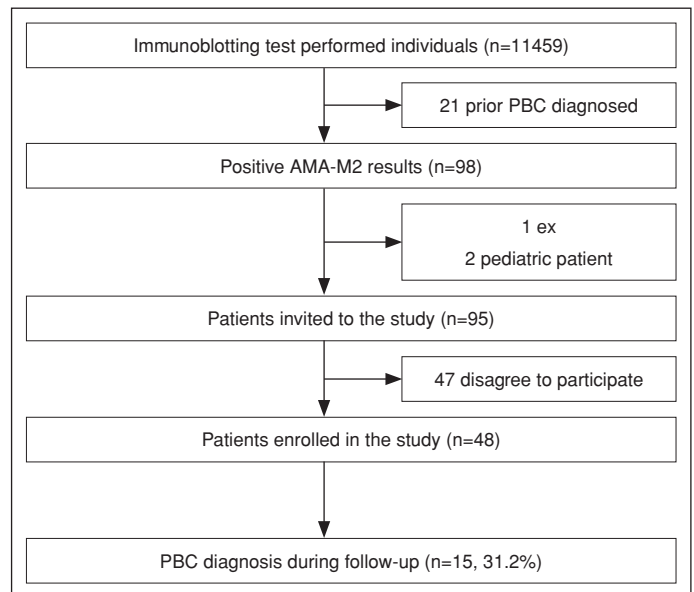 Immunoblotting test performed individuals (n=11459)
21 prior PBC diagnosed
Positive AMA-M2 results (n=98)
1 ex
2 pediatric patient
Patients invited to the study (n=95)
47 disagree to participate
Patients enrolled in the study (n=48)
PBC diagnosis during follow-up (n=15, 31.2%)